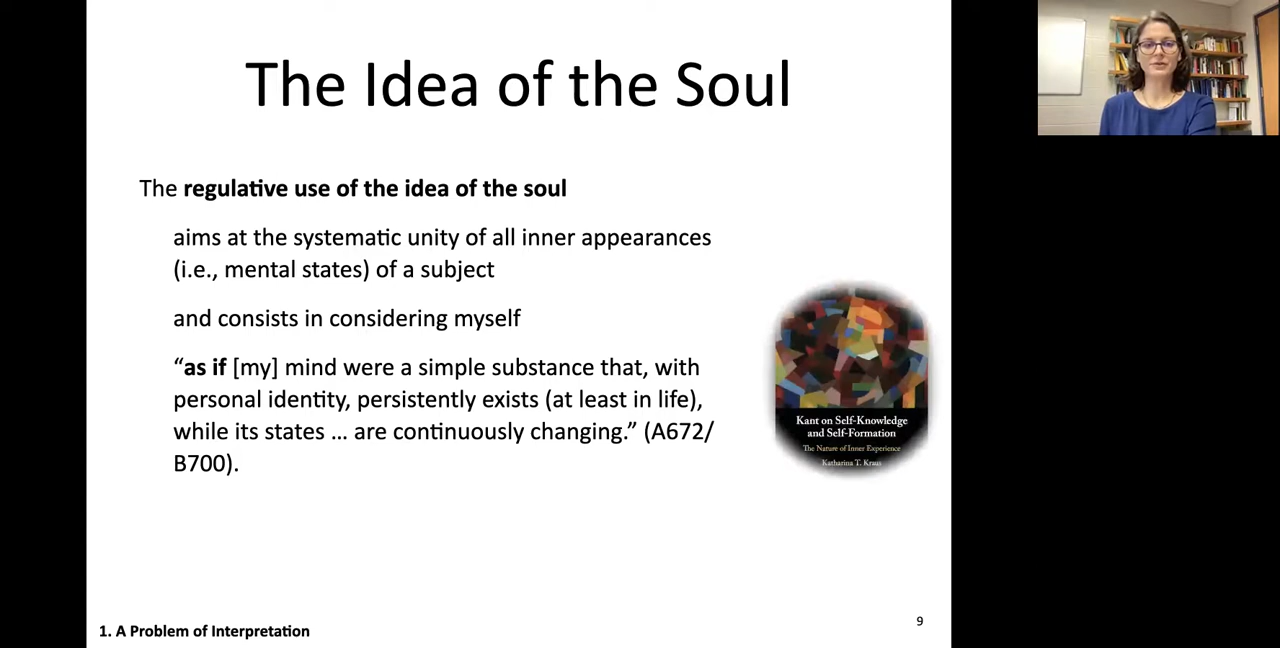 The Idea of the Soul
The regulative use of the idea of the soul
aims at the systematic unity of all inner appearances
(i.e., mental states) of a subject
and consists in considering myself
“as if [my] mind were a simple substance that, with
personal identity, persistently exists (at least in life),
while its states ... are continuously changing.” (A672/
B700).
Kant on Self-Knowledge
and Self-Formation
The Nature of Inner Experience
Katharina T. Kraus
1. A Problem of Interpretation
9